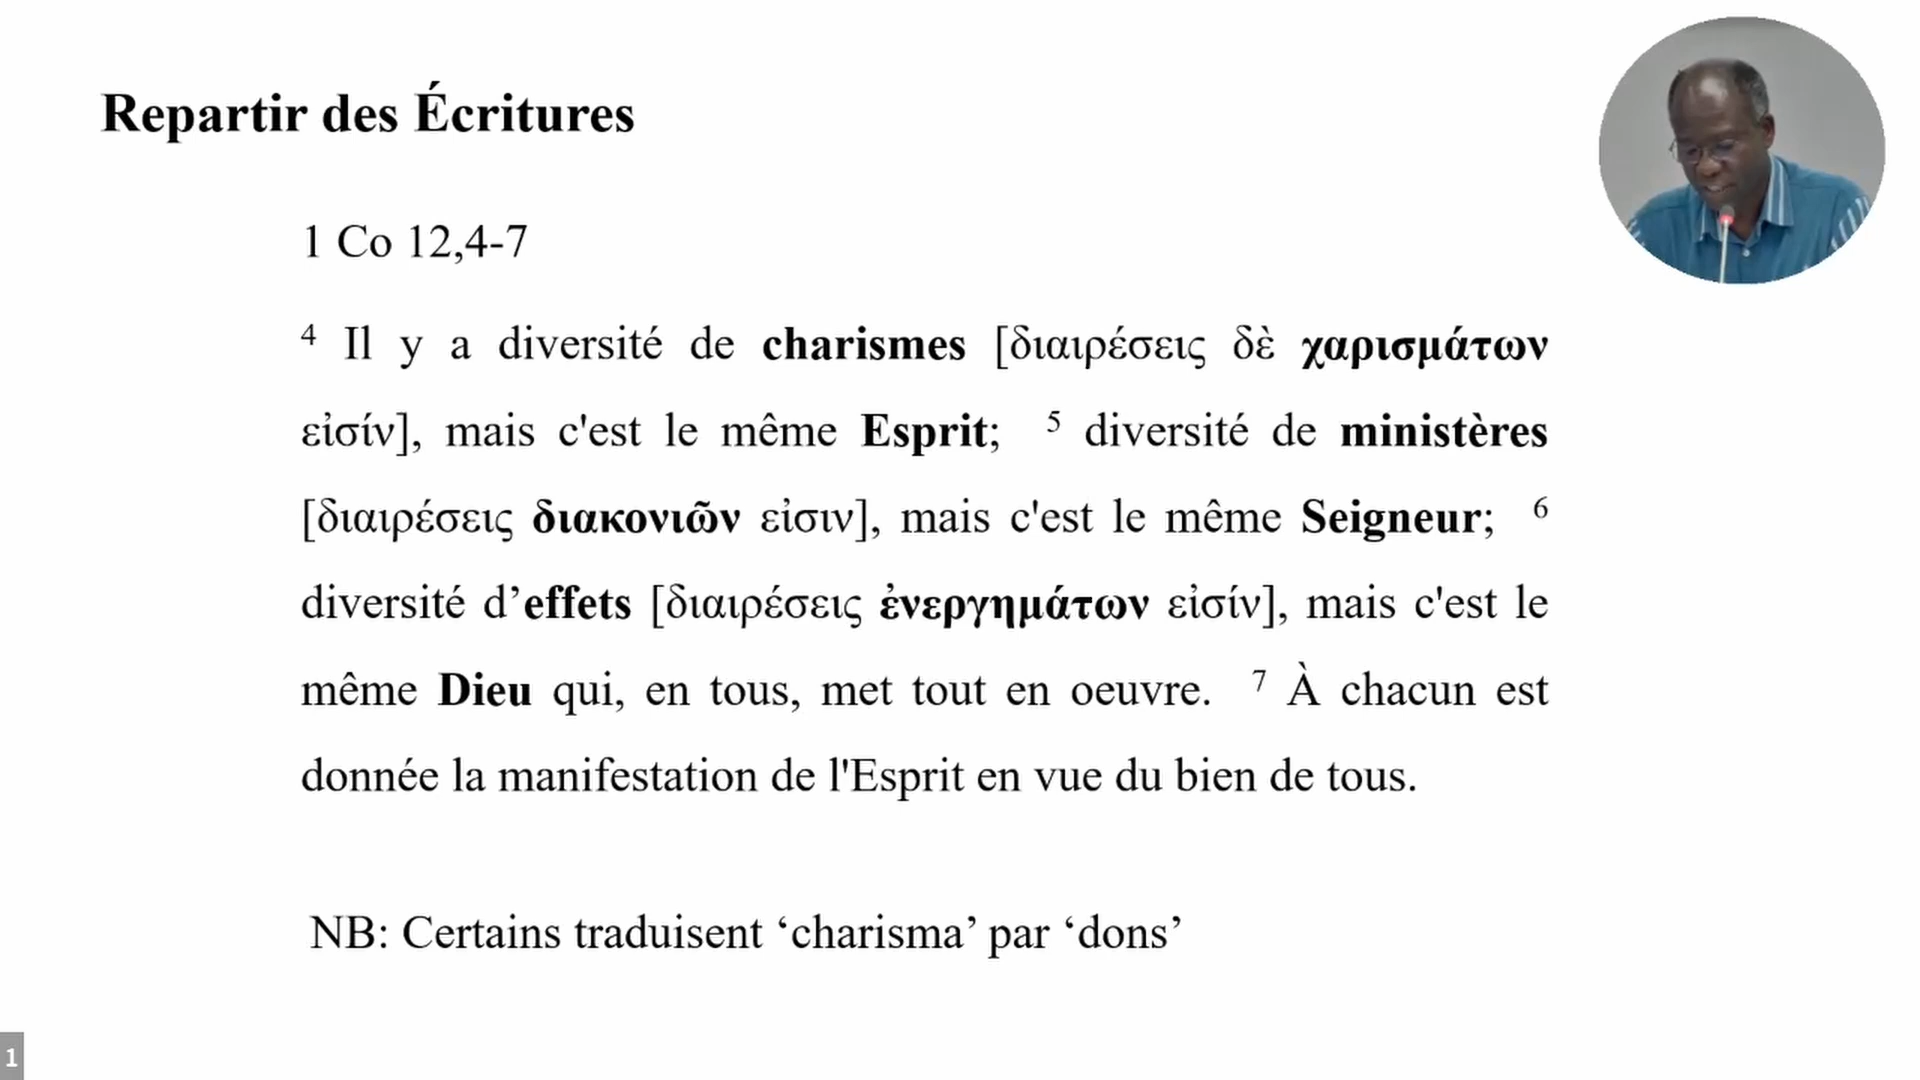 Repartir des Écritures
1 Co 12,4-7
⁴ Il y a diversité de charismes [διαιρέσεις δὲ χαρισμάτων
εἰσίν], mais c'est le même Esprit; ⁵ diversité de ministères
[διαιρέσεις διακονιῶν εἰσιν], mais c'est le même Seigneur; ⁶
diversité d’effets [διαιρέσεις ἐνεργημάτων εἰσίν], mais c'est le
même Dieu qui, en tous, met tout en oeuvre. ⁷ À chacun est
donnée la manifestation de l'Esprit en vue du bien de tous.
NB: Certains traduisent ‘charisma’ par ‘dons’
1